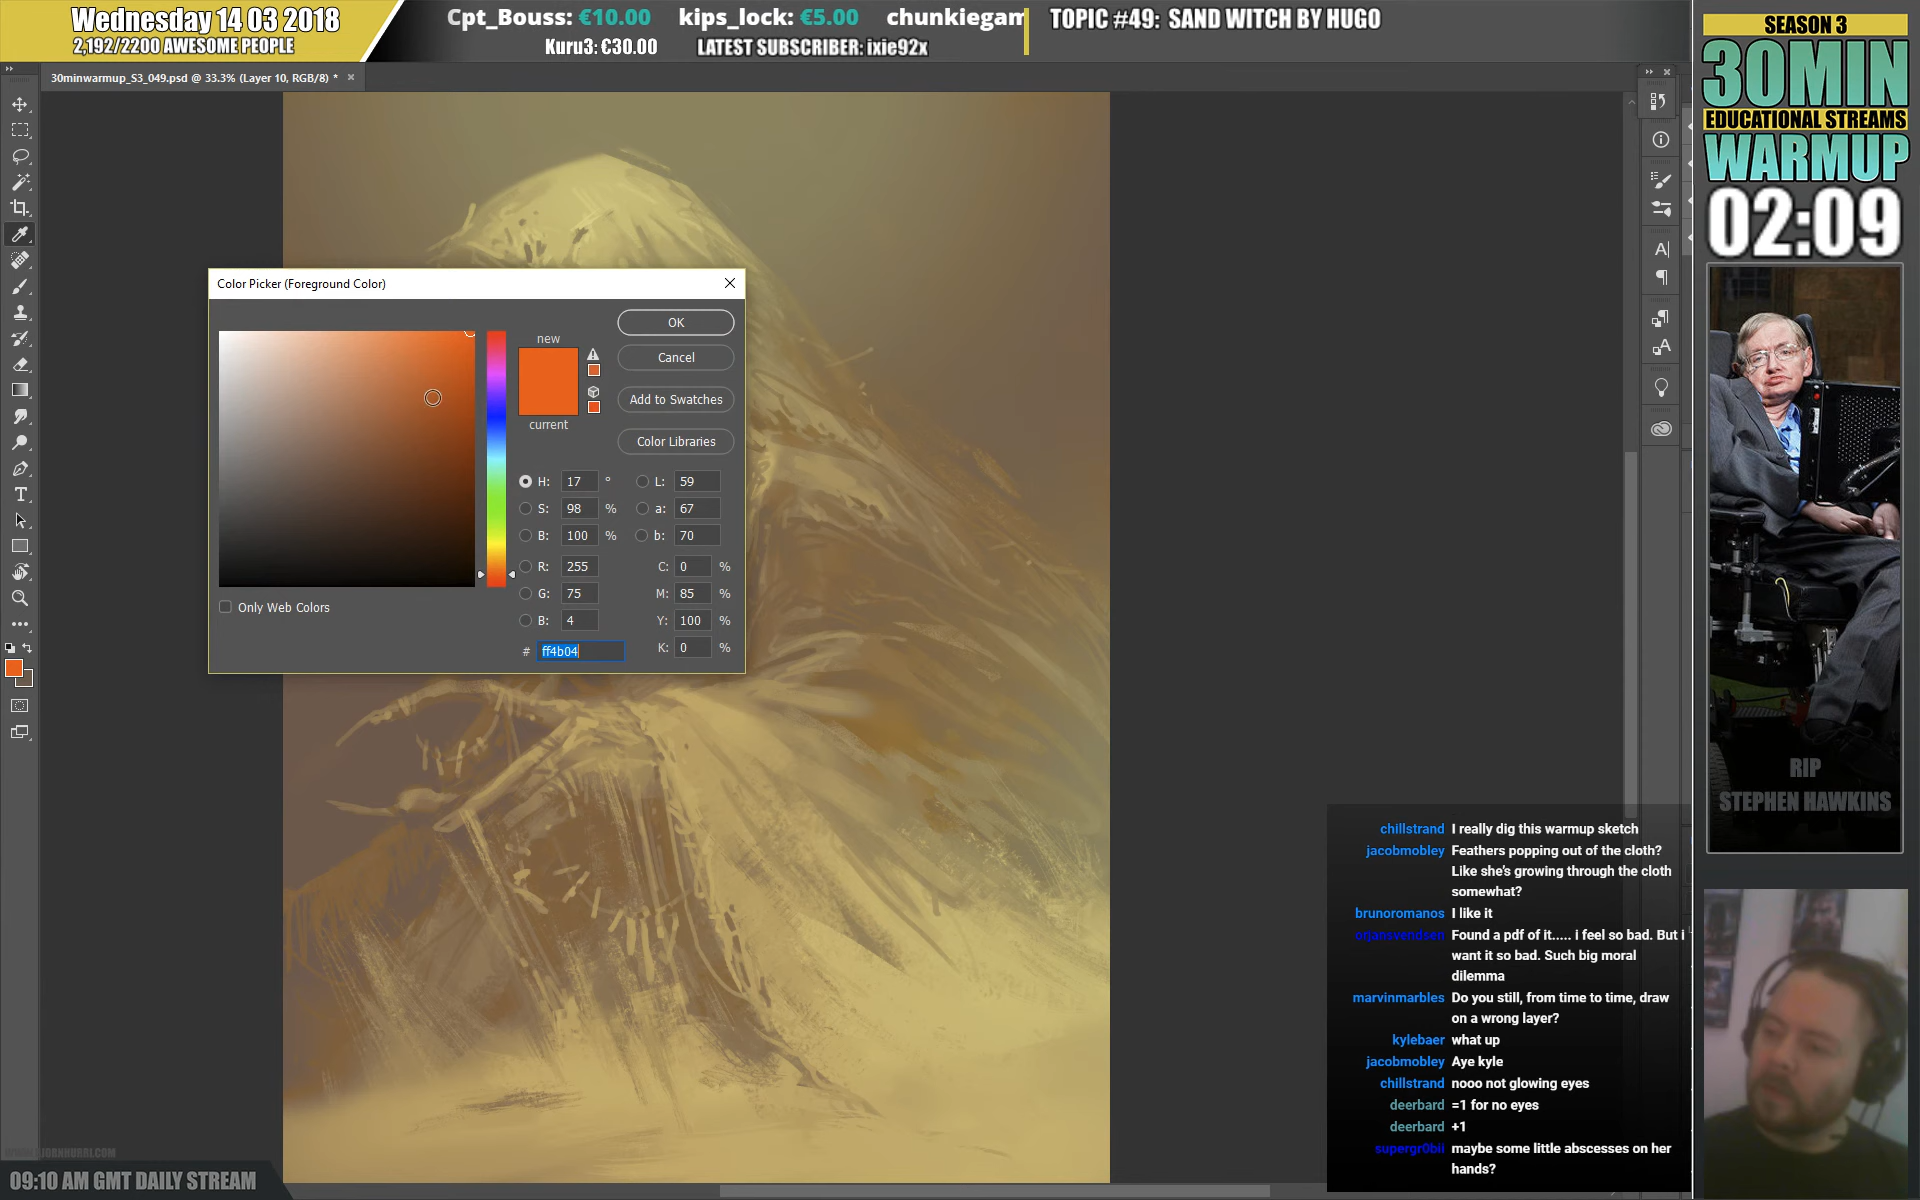 Wednesday 14 03 2018
2,192/2200 AWESOME PEOPLE
Cpt_Bouss: €10.00 kips_lock: €5.00 chunkiegam
Kuru3: €30.00 LATEST SUBSCRIBER: ixie92x
TOPIC #49: SAND WITCH BY HUGO
SEASON 3
30MIN
EDUCATIONAL STREAMS
WARMUP
02:09
30minwarmup_S3_049.psd @ 33.3% (Layer 10, RGB/8) *
Color Picker (Foreground Color)
new
current
OK
Cancel
Add to Swatches
Color Libraries
H: 17 ° L: 59
S: 98 % a: 67
B: 100 % b: 70
R: 255 C: 0 %
G: 75 M: 85 %
B: 4 Y: 100 %
# ff4b04 K: 0 %
Only Web Colors
RIP
STEPHEN HAWKINS
chillstrand I really dig this warmup sketch
jacobmobley Feathers popping out of the cloth?
Like she's growing through the cloth
somewhat?
brunoromanos I like it
orjansvendsen Found a pdf of it..... i feel so bad. But i
want it so bad. Such big moral
dilemma
marvinmarbles Do you still, from time to time, draw
on a wrong layer?
kylebaer what up
jacobmobley Aye kyle
chillstrand nooo not glowing eyes
deerbard =1 for no eyes
deerbard +1
supergr0bii maybe some little abscesses on her
hands?
09:10 AM GMT DAILY STREAM